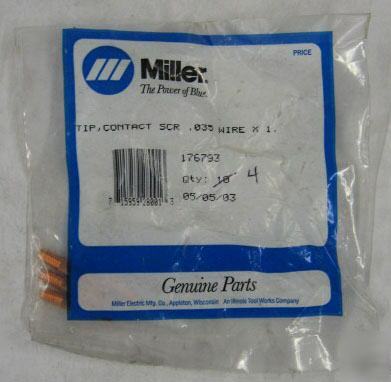 PRICE
Miller
The Power of Blue.
TIP, CONTACT SCR .035 WIRE X 1.
176793
Qty: 10 4
05/05/03
Genuine Parts
Miller Electric Mfg. Co., Appleton, Wisconsin An Illinois Tool Works Company